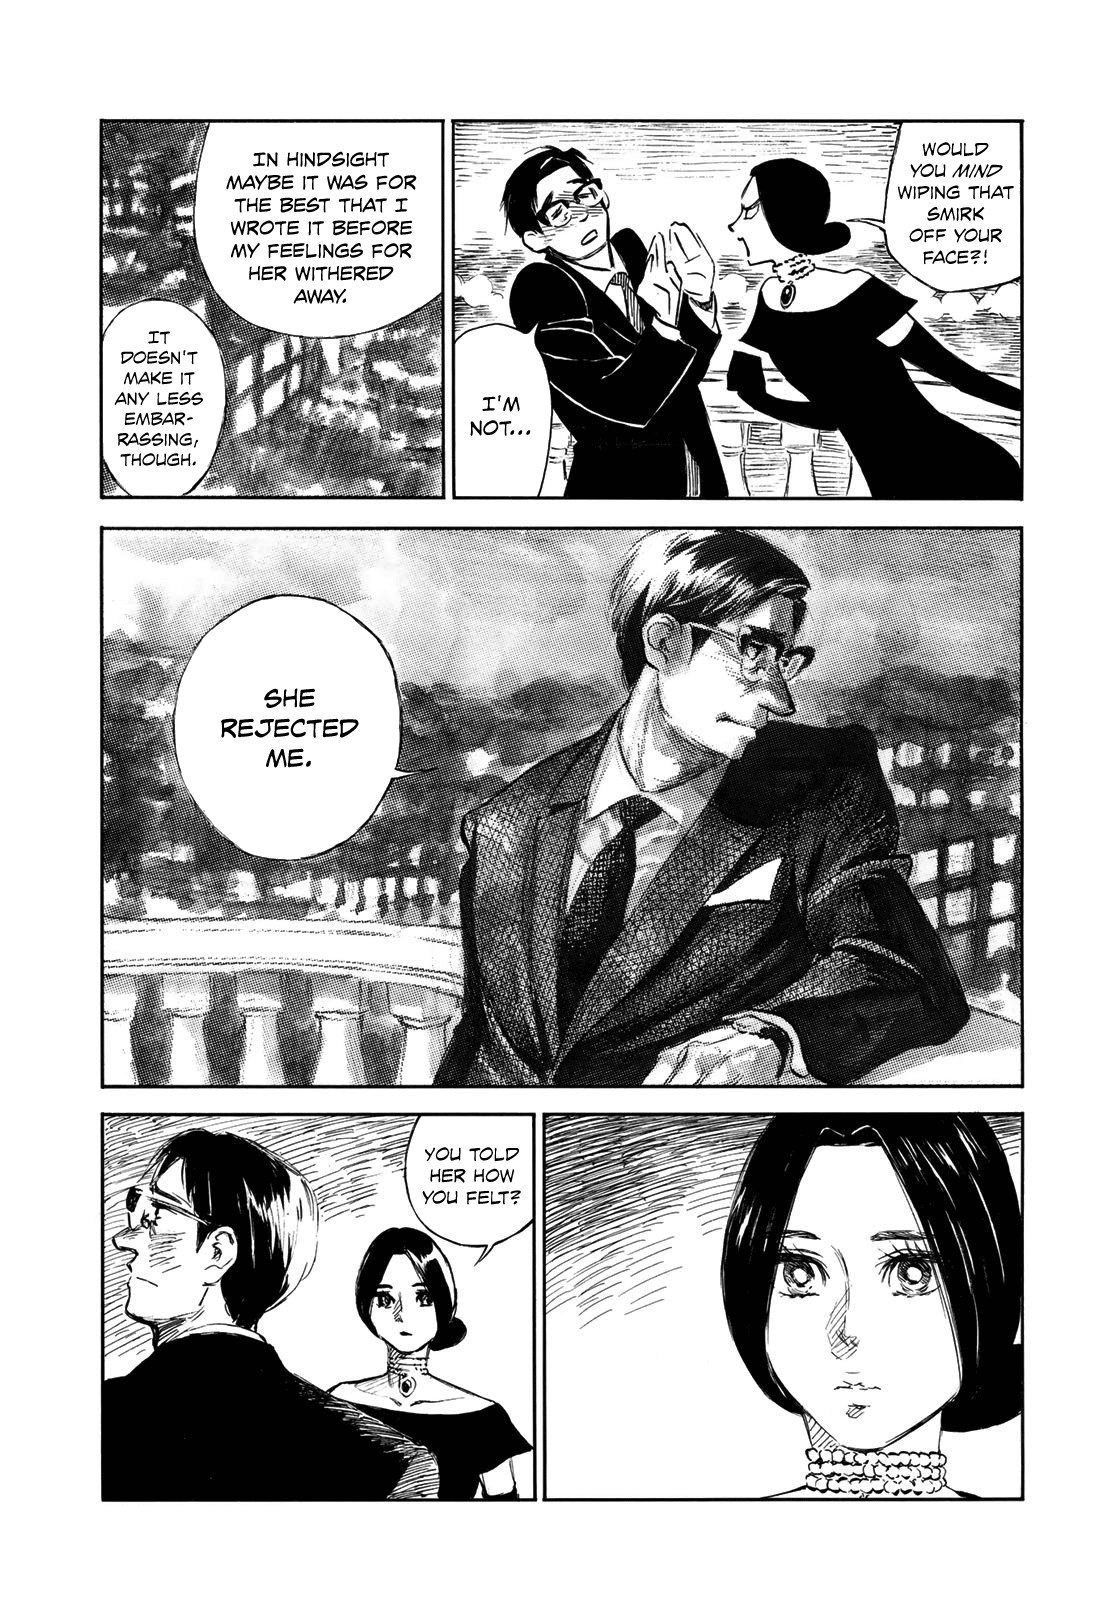 WOULD
YOU MIND
WIPING THAT
SMIRK
OFF YOUR
FACE?!
I'M
NOT...
IN HINDSIGHT
MAYBE IT WAS FOR
THE BEST THAT I
WROTE IT BEFORE
MY FEELINGS FOR
HER WITHERED
AWAY.
IT
DOESN'T
MAKE IT
ANY LESS
EMBAR-
RASSING,
THOUGH.
SHE
REJECTED
ME.
YOU TOLD
HER HOW
YOU FELT?